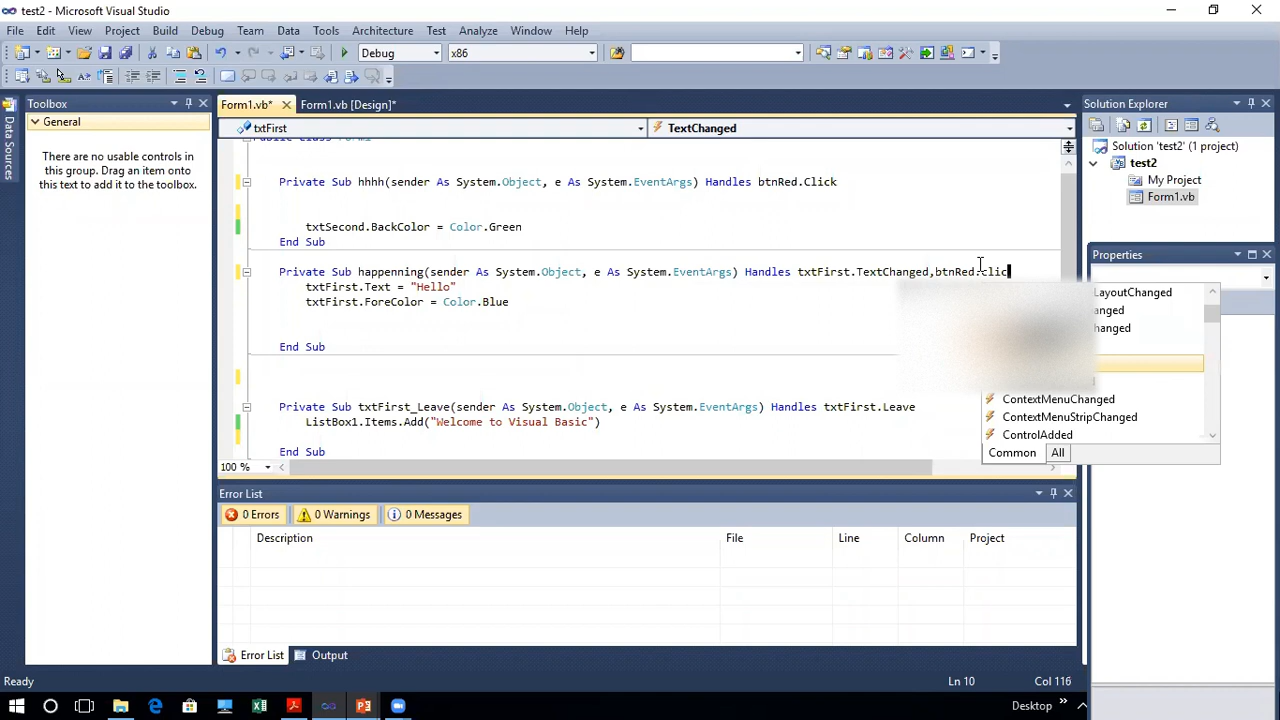 test2 - Microsoft Visual Studio
File Edit View Project Build Debug Team Data Tools Architecture Test Analyze Window Help
Debug x86
Toolbox
General
There are no usable controls in
this group. Drag an item onto
this text to add it to the toolbox.
Data Sources
Form1.vb* Form1.vb [Design]*
txtFirst TextChanged
Private Sub hhhh(sender As System.Object, e As System.EventArgs) Handles btnRed.Click
txtSecond.BackColor = Color.Green
End Sub
Private Sub happenning(sender As System.Object, e As System.EventArgs) Handles txtFirst.TextChanged,btnRed.clic
txtFirst.Text = "Hello"
txtFirst.ForeColor = Color.Blue
End Sub
Private Sub txtFirst_Leave(sender As System.Object, e As System.EventArgs) Handles txtFirst.Leave
ListBox1.Items.Add("Welcome to Visual Basic")
End Sub
LayoutChanged
anged
hanged
ContextMenuChanged
ContextMenuStripChanged
ControlAdded
Common All
100 %
Solution Explorer
Solution 'test2' (1 project)
test2
My Project
Form1.vb
Properties
Error List
0 Errors 0 Warnings 0 Messages
Description File Line Column Project
Error List Output
Ready Ln 10 Col 116
Desktop